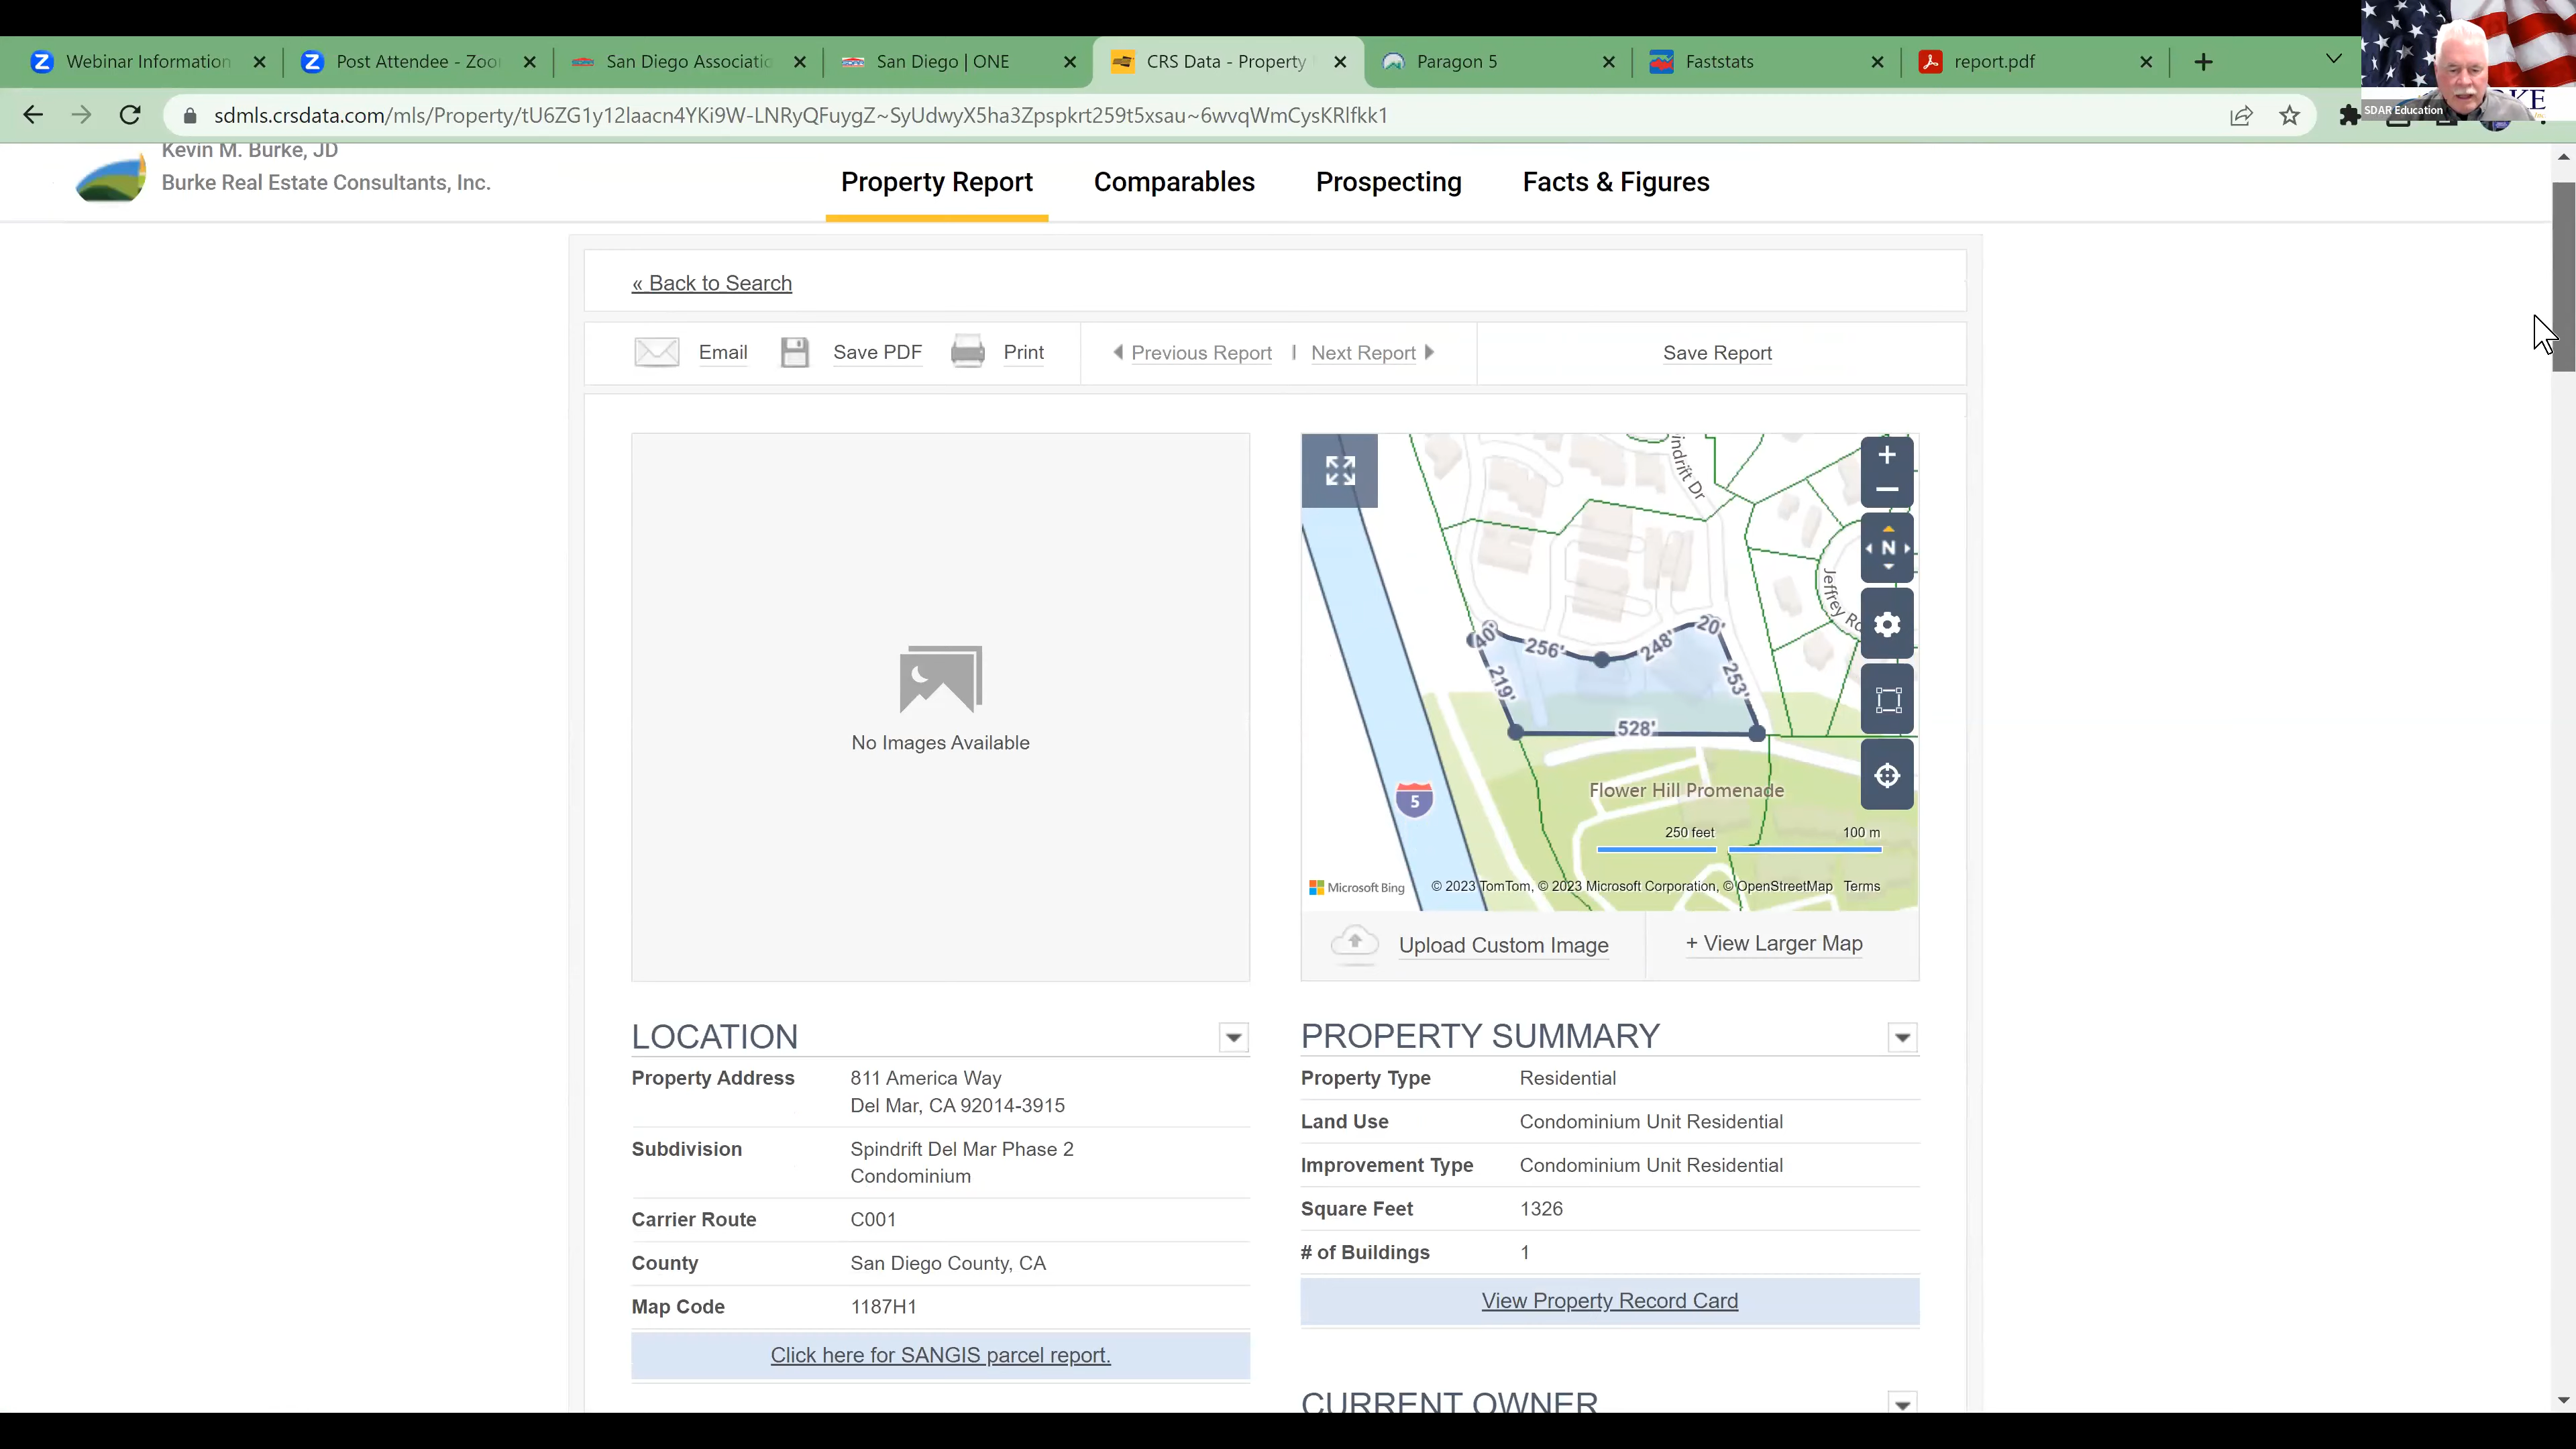 Webinar Information
Post Attendee - Zoo
San Diego Associatio
San Diego | ONE
CRS Data - Property
Paragon 5
Faststats
report.pdf
SDAR Education
sdmls.crsdata.com/mls/Property/tU6ZG1y12laacn4YKi9W-LNRyQFuygZ~SyUdwyX5ha3Zpspkrt259t5xsau~6wvqWmCysKRlfkk1
Kevin M. Burke, JD
Burke Real Estate Consultants, Inc.
Property Report
Comparables
Prospecting
Facts & Figures
« Back to Search
Email
Save PDF
Print
Previous Report | Next Report
Save Report
No Images Available
indrift Dr
+
−
N
Jeffrey Ro
40'
256'
248'
20'
219'
253'
528'
5
Flower Hill Promenade
250 feet
100 m
Microsoft Bing
© 2023 TomTom, © 2023 Microsoft Corporation, © OpenStreetMap Terms
Upload Custom Image
+ View Larger Map
LOCATION
Property Address 811 America Way
Del Mar, CA 92014-3915
Subdivision Spindrift Del Mar Phase 2
Condominium
Carrier Route C001
County San Diego County, CA
Map Code 1187H1
Click here for SANGIS parcel report.
PROPERTY SUMMARY
Property Type Residential
Land Use Condominium Unit Residential
Improvement Type Condominium Unit Residential
Square Feet 1326
# of Buildings 1
View Property Record Card
CURRENT OWNER